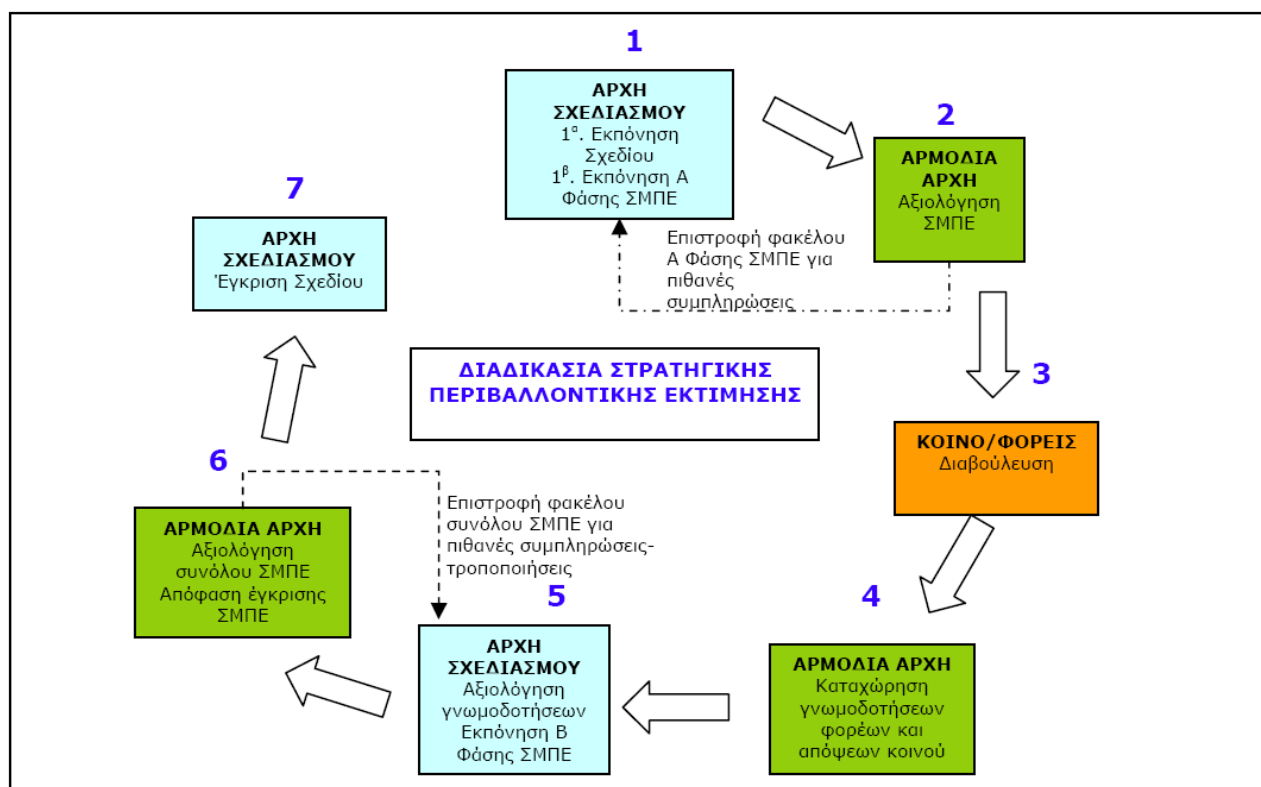 1
ΑΡΧΗ
ΣΧΕΔΙΑΣΜΟΥ
1α. Εκπόνηση
Σχεδίου
1β. Εκπόνηση Α
Φάσης ΣΜΠΕ
2
ΑΡΜΟΔΙΑ
ΑΡΧΗ
Αξιολόγηση
ΣΜΠΕ
Επιστροφή φακέλου
Α Φάσης ΣΜΠΕ για
πιθανές
συμπληρώσεις
7
ΑΡΧΗ
ΣΧΕΔΙΑΣΜΟΥ
Έγκριση Σχεδίου
ΔΙΑΔΙΚΑΣΙΑ ΣΤΡΑΤΗΓΙΚΗΣ
ΠΕΡΙΒΑΛΛΟΝΤΙΚΗΣ ΕΚΤΙΜΗΣΗΣ
3
ΚΟΙΝΟ/ΦΟΡΕΙΣ
Διαβούλευση
6
ΑΡΜΟΔΙΑ ΑΡΧΗ
Αξιολόγηση
συνόλου ΣΜΠΕ
Απόφαση έγκρισης
ΣΜΠΕ
Επιστροφή φακέλου
συνόλου ΣΜΠΕ για
πιθανές συμπληρώσεις-
τροποποιήσεις
5
ΑΡΧΗ
ΣΧΕΔΙΑΣΜΟΥ
Αξιολόγηση
γνωμοδοτήσεων
Εκπόνηση Β
Φάσης ΣΜΠΕ
4
ΑΡΜΟΔΙΑ ΑΡΧΗ
Καταχώρηση
γνωμοδοτήσεων
φορέων και
απόψεων κοινού